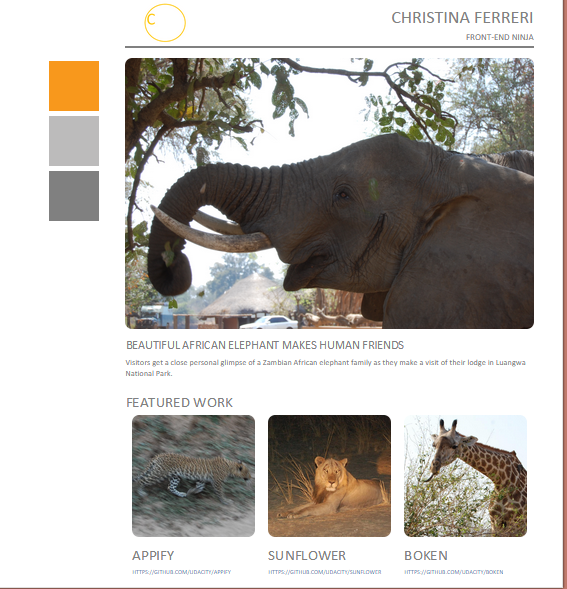 C
CHRISTINA FERRERI
FRONT-END NINJA
BEAUTIFUL AFRICAN ELEPHANT MAKES HUMAN FRIENDS
Visitors get a close personal glimpse of a Zambian African elephant family as they make a visit of their lodge in Luangwa
National Park.
FEATURED WORK
APPIFY
SUNFLOWER
BOKEN
HTTPS://GITHUB.COM/UDACITY/APPIFY
HTTPS://GITHUB.COM/UDACITY/SUNFLOWER
HTTPS://GITHUB.COM/UDACITY/BOKEN